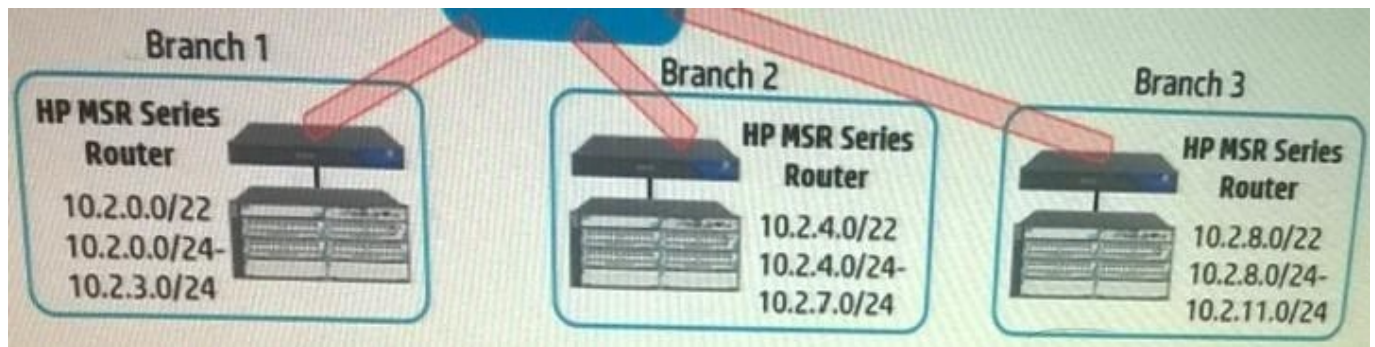 Branch 1
HP MSR Series
Router
10.2.0.0/22
10.2.0.0/24-
10.2.3.0/24
Branch 2
HP MSR Series
Router
10.2.4.0/22
10.2.4.0/24-
10.2.7.0/24
Branch 3
HP MSR Series
Router
10.2.8.0/22
10.2.8.0/24-
10.2.11.0/24